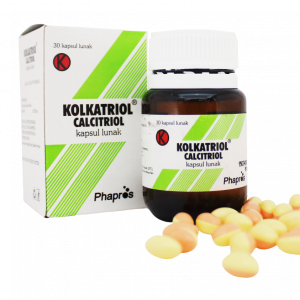 30 kapsul lunak
K
KOLKATRIOL®
CALCITRIOL
kapsul lunak
Phapros
30 kapsul lunak
K
KOLKATRIOL®
CALCITRIOL
kapsul lunak
Phapros